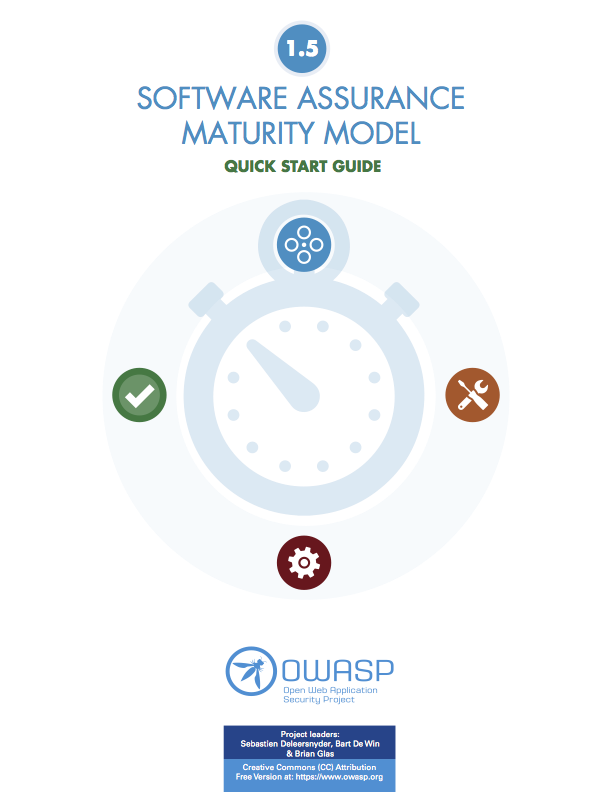 1.5
SOFTWARE ASSURANCE
MATURITY MODEL
QUICK START GUIDE
OWASP
Open Web Application
Security Project
Project leaders:
Sebastien Deleersnyder, Bart De Win
& Brian Glas
Creative Commons (CC) Attribution
Free Version at: https://www.owasp.org